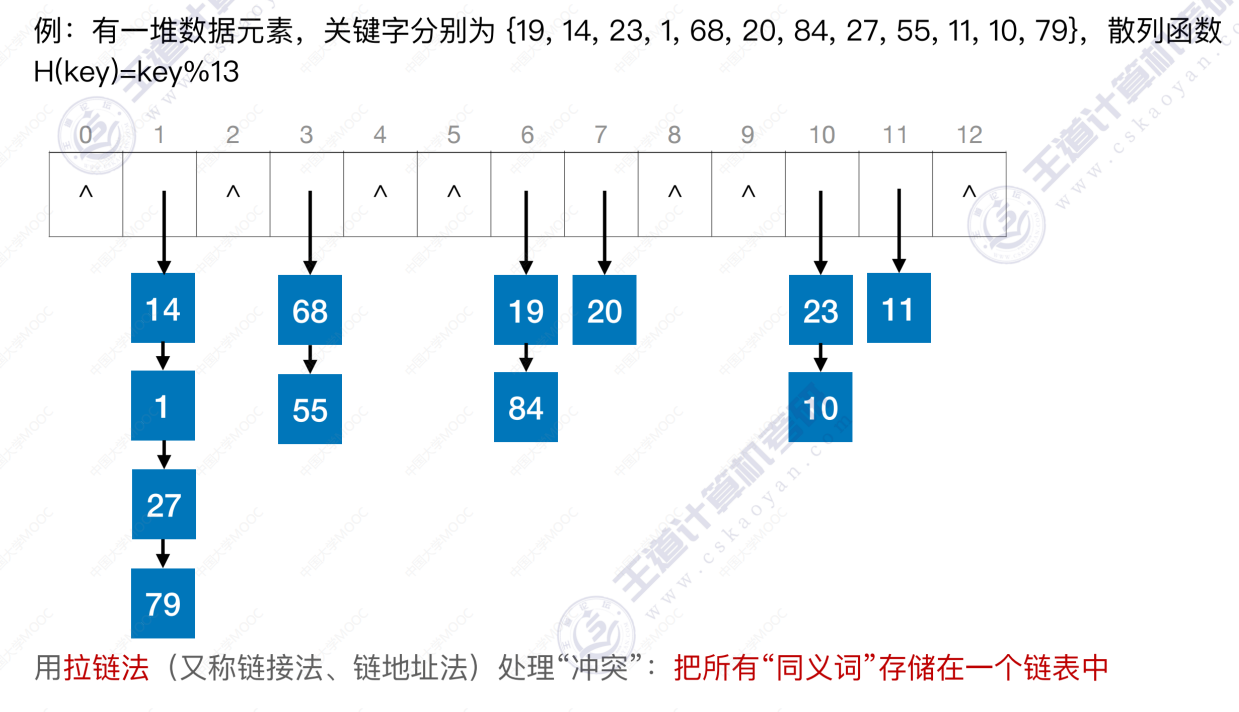 例：有一堆数据元素，关键字分别为 {19, 14, 23, 1, 68, 20, 84, 27, 55, 11, 10, 79}，散列函数
H(key)=key%13
0 1 2 3 4 5 6 7 8 9 10 11 12
^ ^ ^ ^ ^ ^ ^
14 68 19 20 23 11
1 55 84 10
27
79
用拉链法（又称链接法、链地址法）处理“冲突”：把所有“同义词”存储在一个链表中
王道计算机考研
www.cskaoyan.com
中国大学MOOC